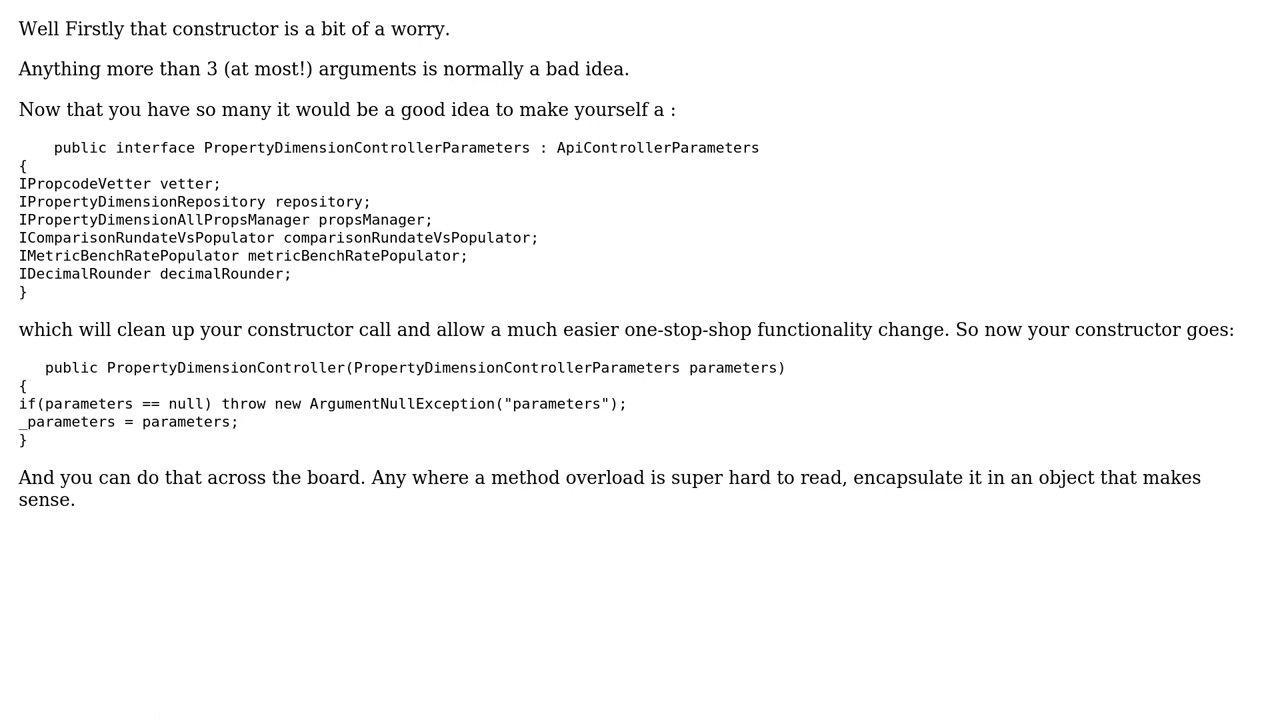 Well Firstly that constructor is a bit of a worry.
Anything more than 3 (at most!) arguments is normally a bad idea.
Now that you have so many it would be a good idea to make yourself a :
public interface PropertyDimensionControllerParameters : ApiControllerParameters
{
IPropcodeVetter vetter;
IPropertyDimensionRepository repository;
IPropertyDimensionAllPropsManager propsManager;
IComparisonRundateVsPopulator comparisonRundateVsPopulator;
IMetricBenchRatePopulator metricBenchRatePopulator;
IDecimalRounder decimalRounder;
}
which will clean up your constructor call and allow a much easier one-stop-shop functionality change. So now your constructor goes:
public PropertyDimensionController(PropertyDimensionControllerParameters parameters)
{
if(parameters == null) throw new ArgumentNullException("parameters");
_parameters = parameters;
}
And you can do that across the board. Any where a method overload is super hard to read, encapsulate it in an object that makes
sense.